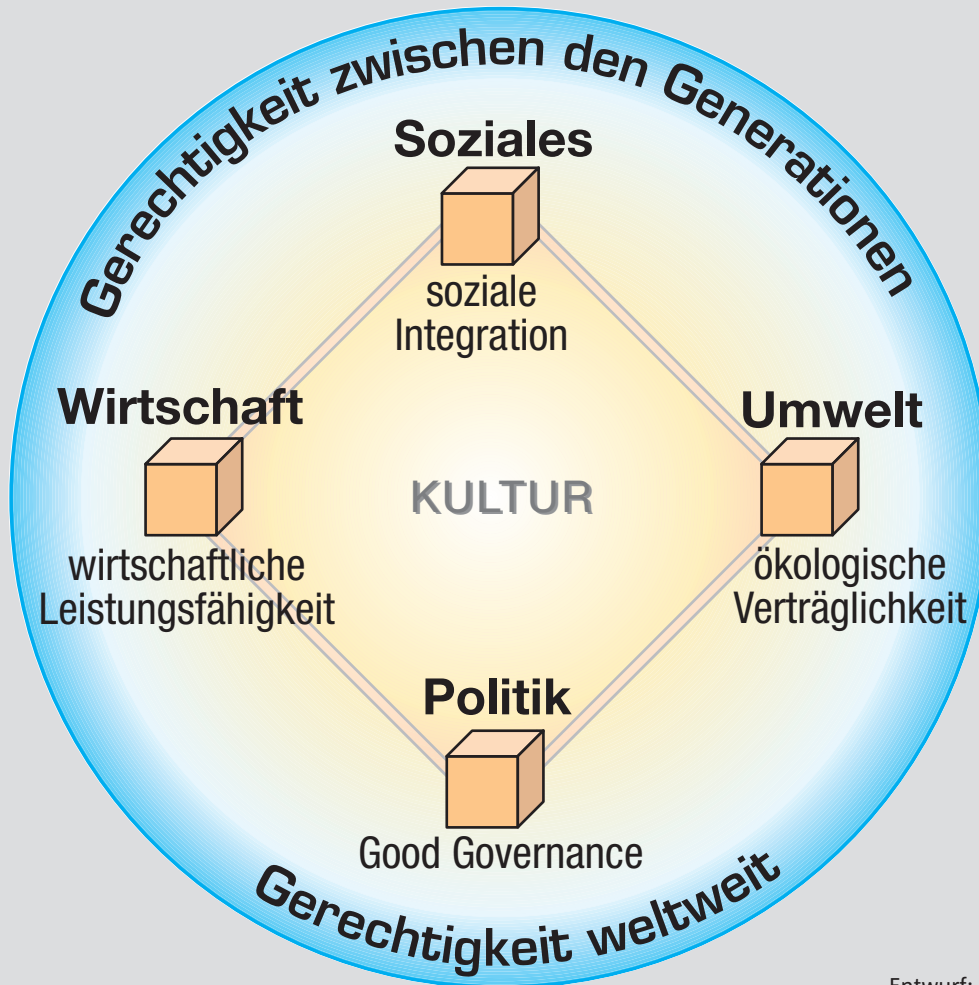 Gerechtigkeit zwischen den Generationen
Soziales
soziale
Integration
Wirtschaft
wirtschaftliche
Leistungsfähigkeit
KULTUR
Umwelt
ökologische
Verträglichkeit
Politik
Good Governance
Gerechtigkeit weltweit
Entwurf: